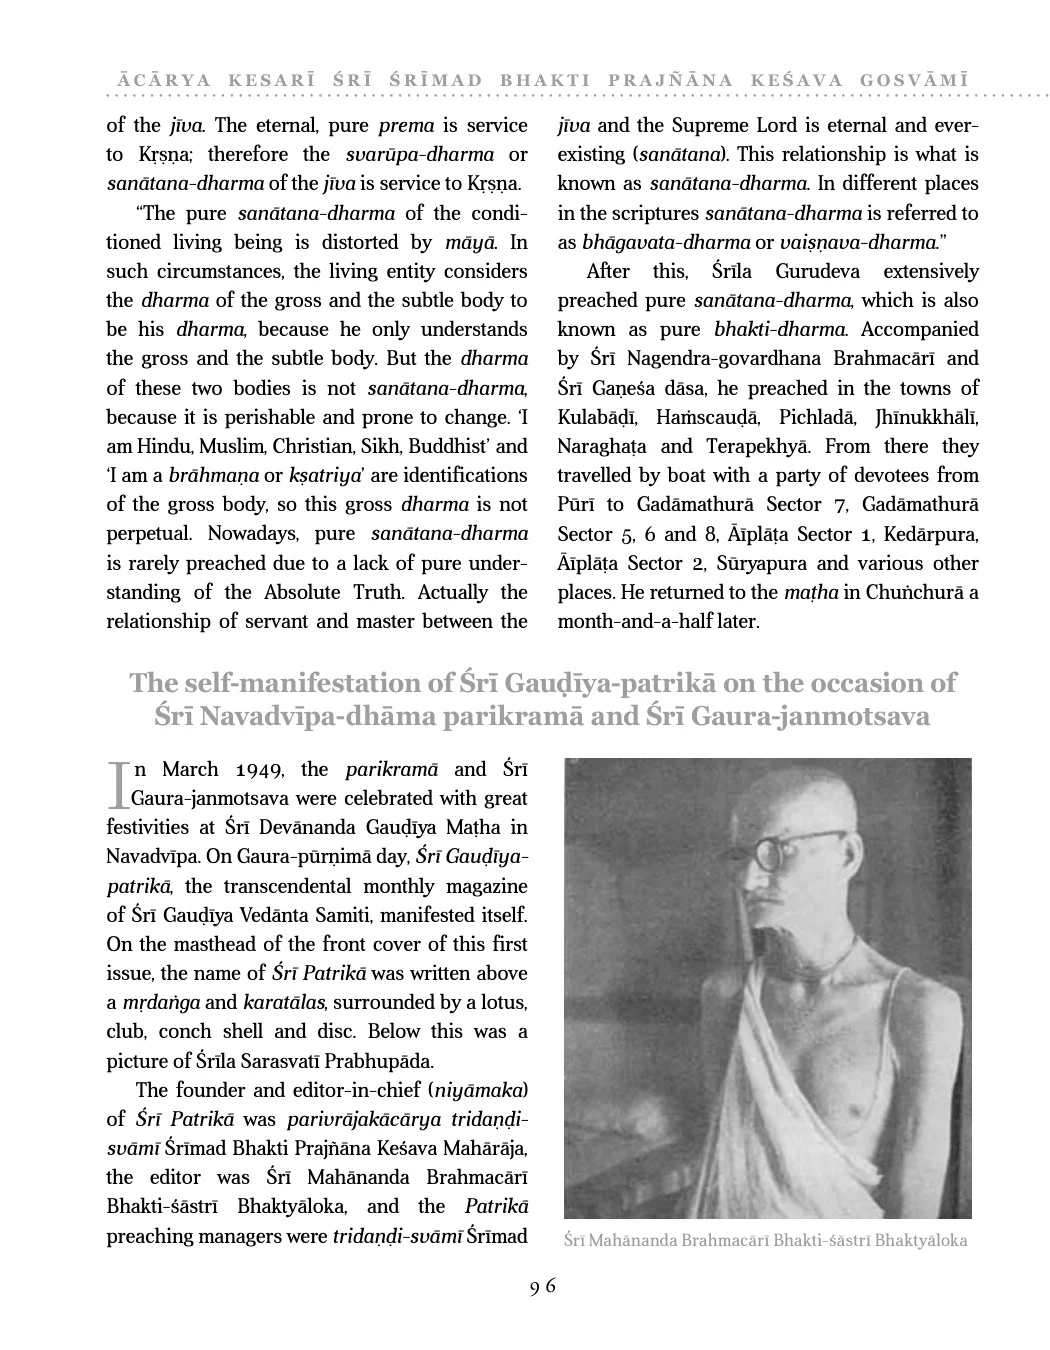 ĀCĀRYA KESARĪ ŚRĪ ŚRĪMAD BHAKTI PRAJÑĀNA KEŚAVA GOSVĀMĪ
of the jīva. The eternal, pure prema is service
to Kṛṣṇa; therefore the svarūpa-dharma or
sanātana-dharma of the jīva is service to Kṛṣṇa.
“The pure sanātana-dharma of the condi-
tioned living being is distorted by māyā. In
such circumstances, the living entity considers
the dharma of the gross and the subtle body to
be his dharma, because he only understands
the gross and the subtle body. But the dharma
of these two bodies is not sanātana-dharma,
because it is perishable and prone to change. ‘I
am Hindu, Muslim, Christian, Sikh, Buddhist’ and
‘I am a brāhmaṇa or kṣatriya’ are identifications
of the gross body, so this gross dharma is not
perpetual. Nowadays, pure sanātana-dharma
is rarely preached due to a lack of pure under-
standing of the Absolute Truth. Actually the
relationship of servant and master between the
jīva and the Supreme Lord is eternal and ever-
existing (sanātana). This relationship is what is
known as sanātana-dharma. In different places
in the scriptures sanātana-dharma is referred to
as bhāgavata-dharma or vaiṣṇava-dharma.”
After this, Śrīla Gurudeva extensively
preached pure sanātana-dharma, which is also
known as pure bhakti-dharma. Accompanied
by Śrī Nagendra-govardhana Brahmacārī and
Śrī Gaṇeśa dāsa, he preached in the towns of
Kulabāḍī, Haṁscauḍā, Pichladā, Jhīnukkhālī,
Naraghaṭa and Terapekhyā. From there they
travelled by boat with a party of devotees from
Pūrī to Gadāmathurā Sector 7, Gadāmathurā
Sector 5, 6 and 8, Āīplāṭa Sector 1, Kedārpura,
Āīplāṭa Sector 2, Sūryapura and various other
places. He returned to the maṭha in Chuṅchurā a
month-and-a-half later.
The self-manifestation of Śrī Gauḍīya-patrikā on the occasion of
Śrī Navadvīpa-dhāma parikramā and Śrī Gaura-janmotsava
In March 1949, the parikramā and Śrī
Gaura-janmotsava were celebrated with great
festivities at Śrī Devānanda Gauḍīya Maṭha in
Navadvīpa. On Gaura-pūrṇimā day, Śrī Gauḍīya-
patrikā, the transcendental monthly magazine
of Śrī Gauḍīya Vedānta Samiti, manifested itself.
On the masthead of the front cover of this first
issue, the name of Śrī Patrikā was written above
a mṛdaṅga and karatālas, surrounded by a lotus,
club, conch shell and disc. Below this was a
picture of Śrīla Sarasvatī Prabhupāda.
The founder and editor-in-chief (niyāmaka)
of Śrī Patrikā was parivrājakācārya tridaṇḍi-
svāmī Śrīmad Bhakti Prajñāna Keśava Mahārāja,
the editor was Śrī Mahānanda Brahmacārī
Bhakti-śāstrī Bhaktyāloka, and the Patrikā
preaching managers were tridaṇḍi-svāmī Śrīmad
Śrī Mahānanda Brahmacārī Bhakti-śāstrī Bhaktyāloka
96